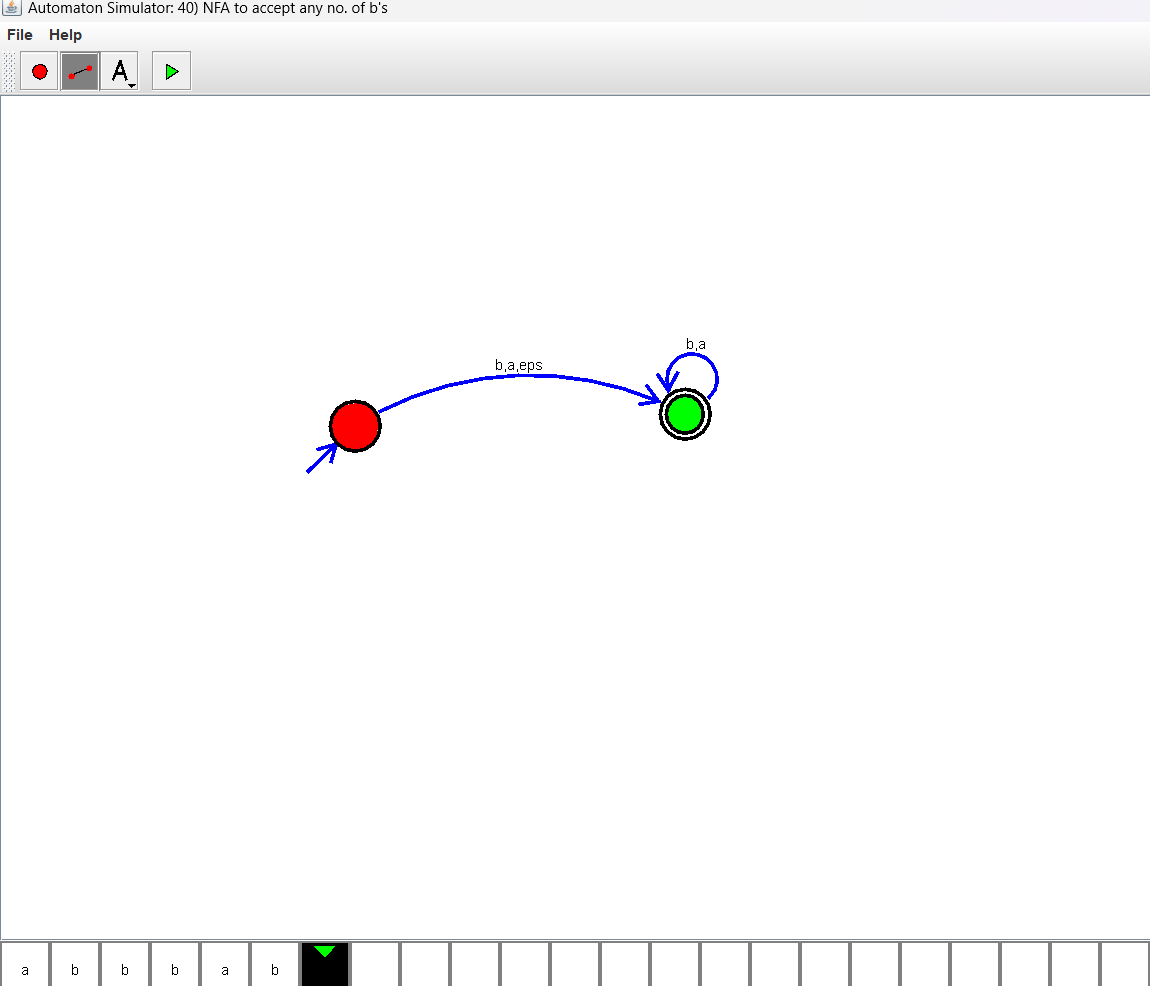 Automaton Simulator: 40) NFA to accept any no. of b's
File Help
A
b,a
b,a,eps
a b b b a b